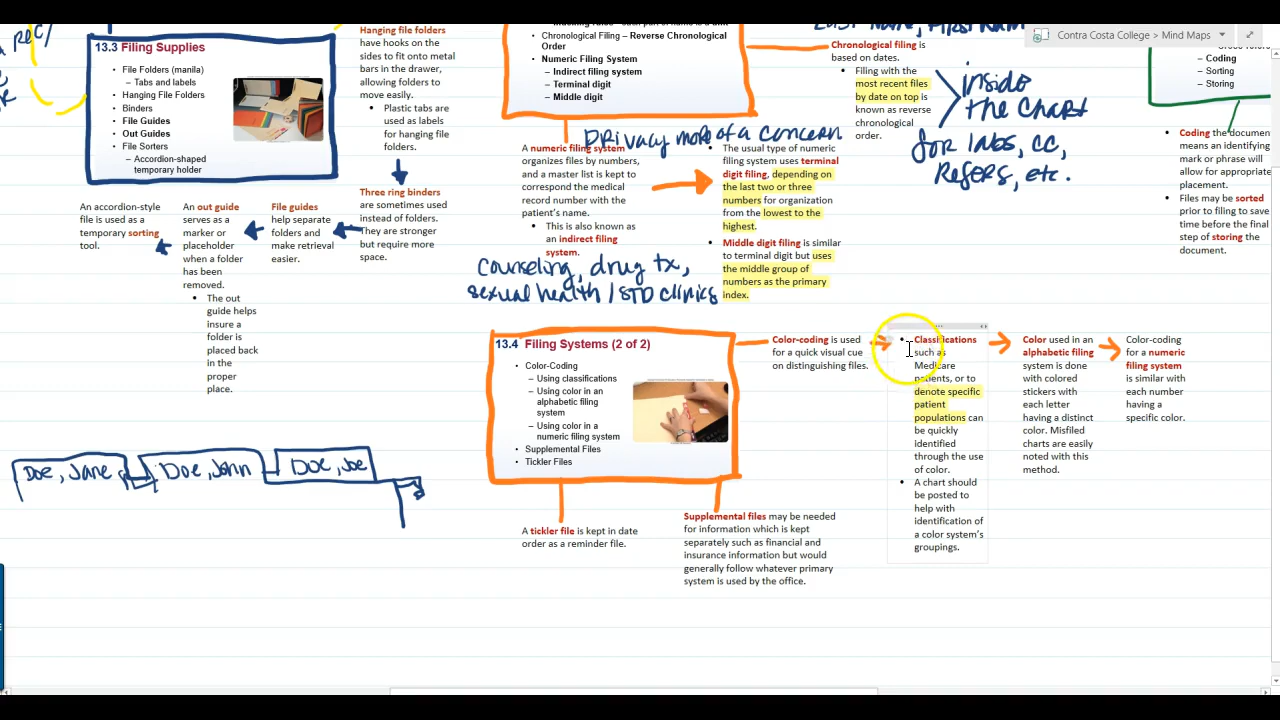 Contra Costa College > Mind Maps
13.3 Filing Supplies
• File Folders (manila)
– Tabs and labels
• Hanging File Folders
• Binders
• File Guides
• Out Guides
• File Sorters
– Accordion-shaped
temporary holder
Hanging file folders
have hooks on the
sides to fit onto metal
bars in the drawer,
allowing folders to
move easily.
• Plastic tabs are
used as labels
for hanging file
folders.
Three ring binders
are sometimes used
instead of folders.
They are stronger
but require more
space.
File guides
help separate
folders and
make retrieval
easier.
An out guide
serves as a
marker or
placeholder
when a folder
has been
removed.
• The out
guide helps
insure a
folder is
placed back
in the
proper
place.
An accordion-style
file is used as a
temporary sorting
tool.
Doe, Jane
Doe, John
Doe, Joe
• Chronological Filing – Reverse Chronological
Order
• Numeric Filing System
– Indirect filing system
– Terminal digit
– Middle digit
Last Name, First Nam
Chronological filing is
based on dates.
• Filing with the
most recent files
by date on top is
known as reverse
chronological
order.
inside
the chart
for labs, cc,
Refers, etc.
privacy more of a concern
A numeric filing system
organizes files by numbers,
and a master list is kept to
correspond the medical
record number with the
patient's name.
• This is also known as
an indirect filing
system.
counseling, drug tx,
sexual health / STD clinics
• The usual type of numeric
filing system uses terminal
digit filing, depending on
the last two or three
numbers for organization
from the lowest to the
highest.
• Middle digit filing is similar
to terminal digit but uses
the middle group of
numbers as the primary
index.
– Coding
– Sorting
– Storing
• Coding the documen
means an identifying
mark or phrase will
allow for appropriate
placement.
• Files may be sorted
prior to filing to save
time before the final
step of storing the
document.
13.4 Filing Systems (2 of 2)
• Color-Coding
– Using classifications
– Using color in an
alphabetic filing
system
– Using color in a
numeric filing system
• Supplemental Files
• Tickler Files
Color-coding is used
for a quick visual cue
on distinguishing files.
• Classifications
such as
Medicare
patients, or to
denote specific
patient
populations can
be quickly
identified
through the use
of color.
• A chart should
be posted to
help with
identification of
a color system's
groupings.
Color used in an
alphabetic filing
system is done
with colored
stickers with
each letter
having a distinct
color. Misfiled
charts are easily
noted with this
method.
Color-coding
for a numeric
filing system
is similar with
each number
having a
specific color.
A tickler file is kept in date
order as a reminder file.
Supplemental files may be needed
for information which is kept
separately such as financial and
insurance information but would
generally follow whatever primary
system is used by the office.